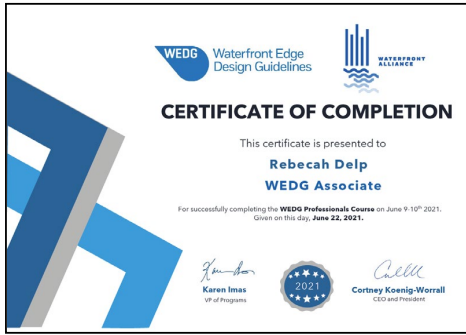 WEDG Waterfront Edge
Design Guidelines
WATERFRONT
ALLIANCE
CERTIFICATE OF COMPLETION
This certificate is presented to
Rebecah Delp
WEDG Associate
For successfully completing the WEDG Professionals Course on June 9-10th 2021.
Given on this day, June 22, 2021.
Karen Imas
VP of Programs
2021
Cortney Koenig-Worrall
CEO and President